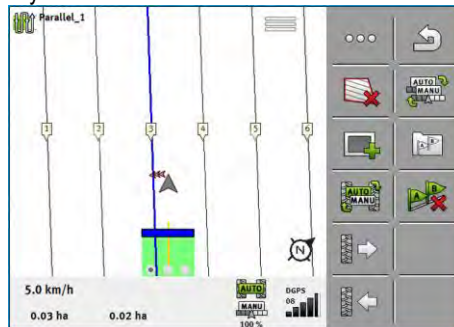 Parallel_1
AUTO
MANU
1 2 3 4 5 6
A B
AUTO
MANU
A B
N
5.0 km/h
AUTO
DGPS
MANU
08
0.03 ha 0.02 ha
100 %